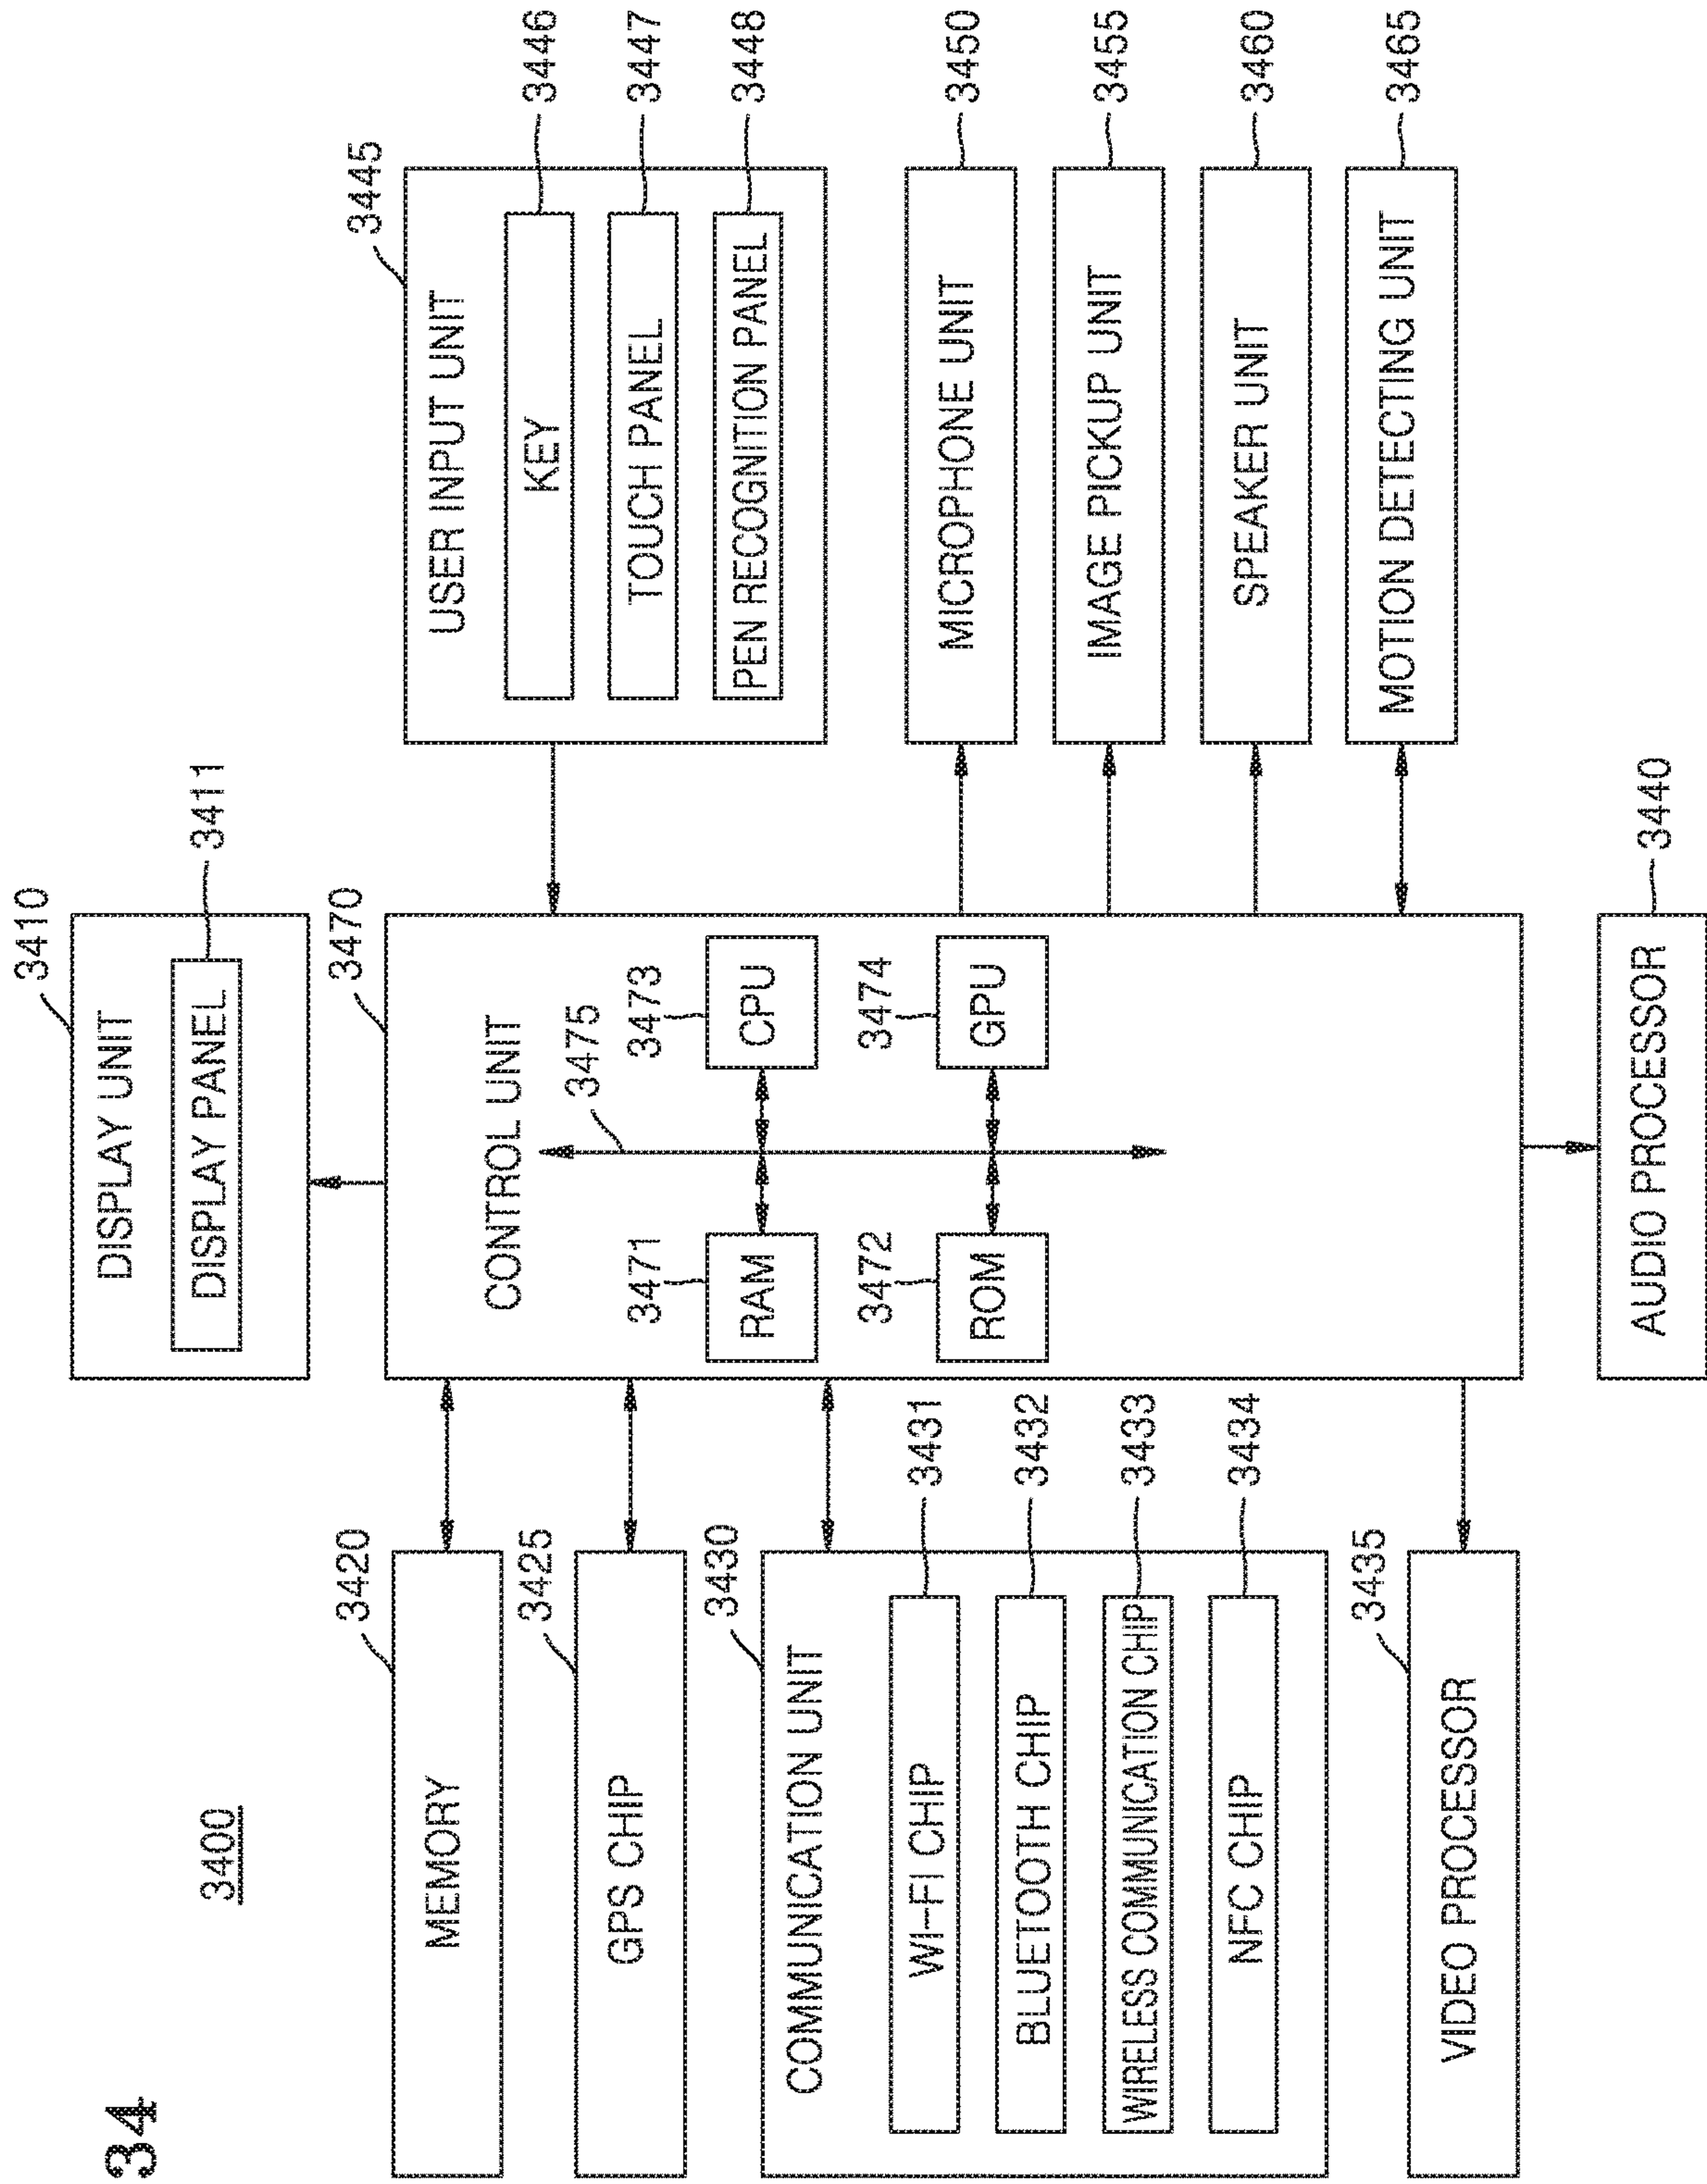 34
3400
3410
DISPLAY UNIT
DISPLAY PANEL
3411
3420
MEMORY
3425
GPS CHIP
3430
COMMUNICATION UNIT
WI-FI CHIP
3431
BLUETOOTH CHIP
3432
WIRELESS COMMUNICATION CHIP
3433
NFC CHIP
3434
3435
VIDEO PROCESSOR
3470
CONTROL UNIT
3475
3471
RAM
3473
CPU
3472
ROM
3474
GPU
3445
USER INPUT UNIT
KEY
3446
TOUCH PANEL
3447
PEN RECOGNITION PANEL
3448
MICROPHONE UNIT
3450
IMAGE PICKUP UNIT
3455
SPEAKER UNIT
3460
MOTION DETECTING UNIT
3465
AUDIO PROCESSOR
3440